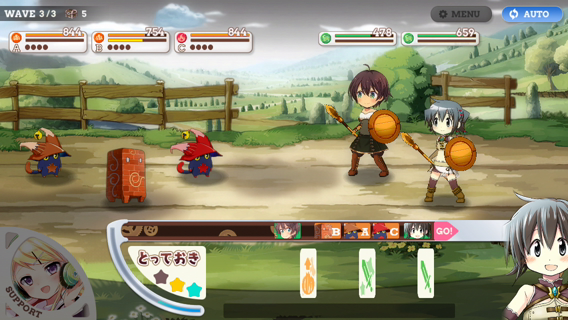 WAVE 3/3 5
MENU
AUTO
844
754
844
478
659
A
B
C
B A C GO!
とっておき
SUPPORT